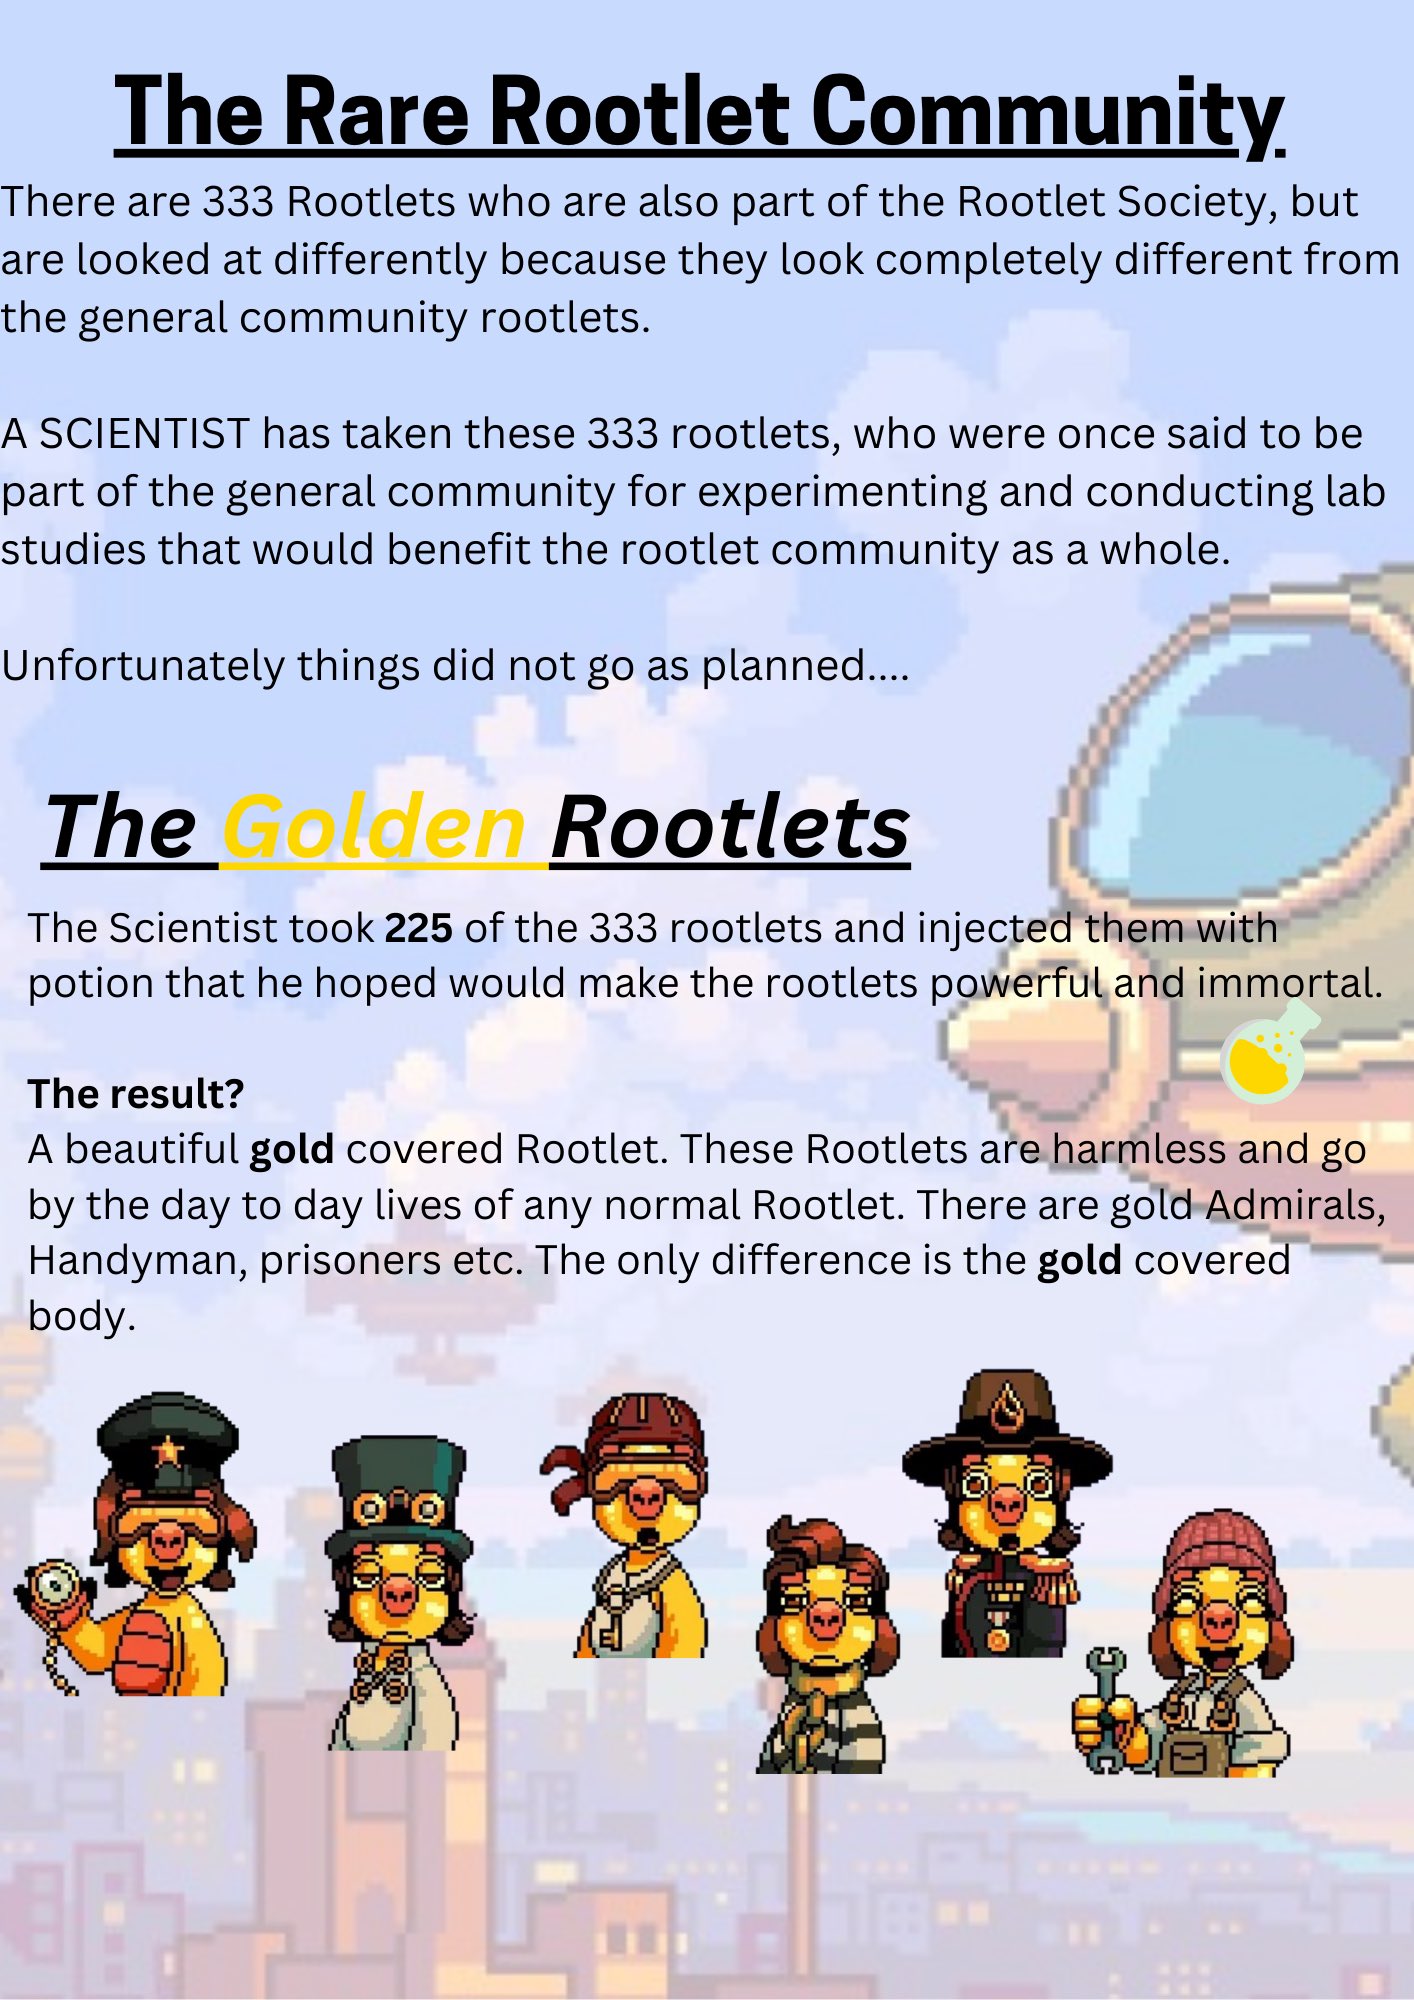 The Rare Rootlet Community
There are 333 Rootlets who are also part of the Rootlet Society, but
are looked at differently because they look completely different from
the general community rootlets.
A SCIENTIST has taken these 333 rootlets, who were once said to be
part of the general community for experimenting and conducting lab
studies that would benefit the rootlet community as a whole.
Unfortunately things did not go as planned....
The Golden Rootlets
The Scientist took 225 of the 333 rootlets and injected them with
potion that he hoped would make the rootlets powerful and immortal.
The result?
A beautiful gold covered Rootlet. These Rootlets are harmless and go
by the day to day lives of any normal Rootlet. There are gold Admirals,
Handyman, prisoners etc. The only difference is the gold covered
body.